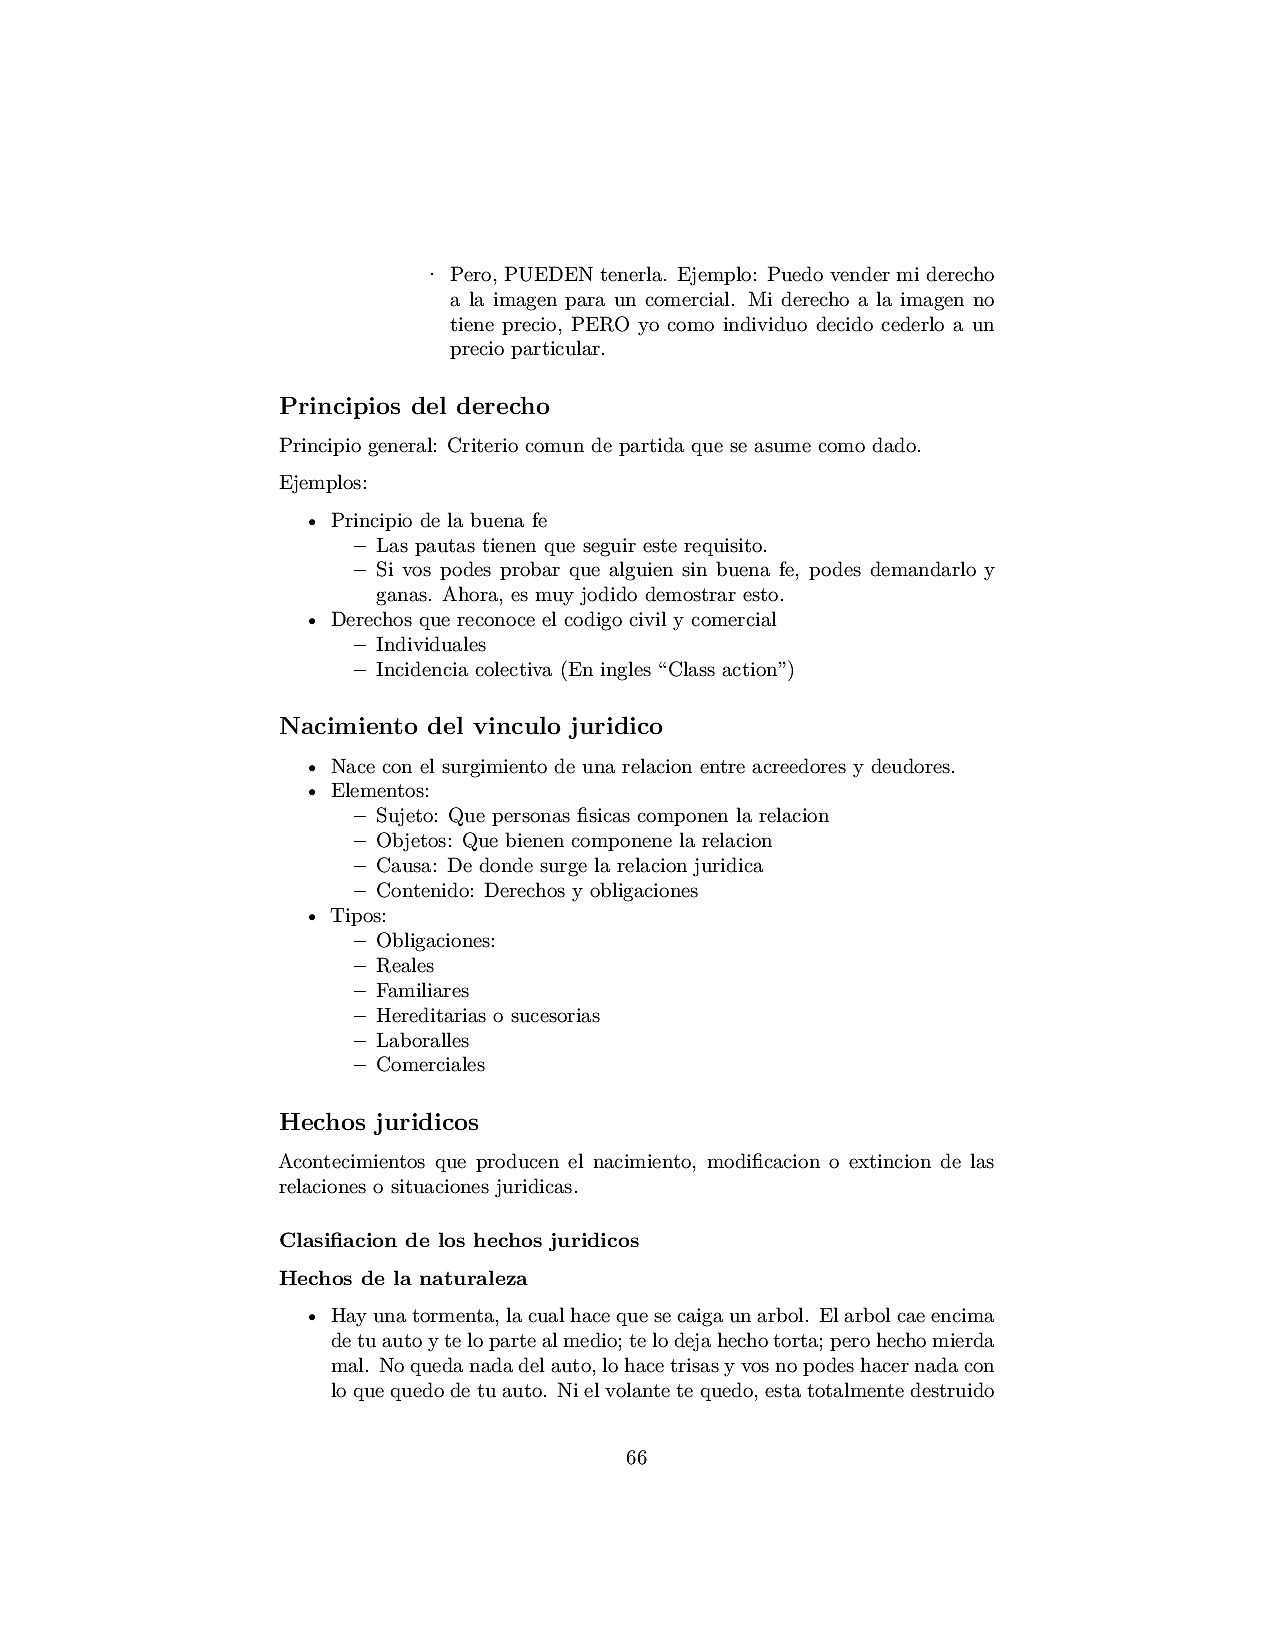 · Pero, PUEDEN tenerla. Ejemplo: Puedo vender mi derecho
a la imagen para un comercial. Mi derecho a la imagen no
tiene precio, PERO yo como individuo decido cederlo a un
precio particular.
Principios del derecho
Principio general: Criterio comun de partida que se asume como dado.
Ejemplos:
• Principio de la buena fe
– Las pautas tienen que seguir este requisito.
– Si vos podes probar que alguien sin buena fe, podes demandarlo y
ganas. Ahora, es muy jodido demostrar esto.
• Derechos que reconoce el codigo civil y comercial
– Individuales
– Incidencia colectiva (En ingles “Class action”)
Nacimiento del vinculo juridico
• Nace con el surgimiento de una relacion entre acreedores y deudores.
• Elementos:
– Sujeto: Que personas fisicas componen la relacion
– Objetos: Que bienen componene la relacion
– Causa: De donde surge la relacion juridica
– Contenido: Derechos y obligaciones
• Tipos:
– Obligaciones:
– Reales
– Familiares
– Hereditarias o sucesorias
– Laboralles
– Comerciales
Hechos juridicos
Acontecimientos que producen el nacimiento, modificacion o extincion de las
relaciones o situaciones juridicas.
Clasifiacion de los hechos juridicos
Hechos de la naturaleza
• Hay una tormenta, la cual hace que se caiga un arbol. El arbol cae encima
de tu auto y te lo parte al medio; te lo deja hecho torta; pero hecho mierda
mal. No queda nada del auto, lo hace trisas y vos no podes hacer nada con
lo que quedo de tu auto. Ni el volante te quedo, esta totalmente destruido
66